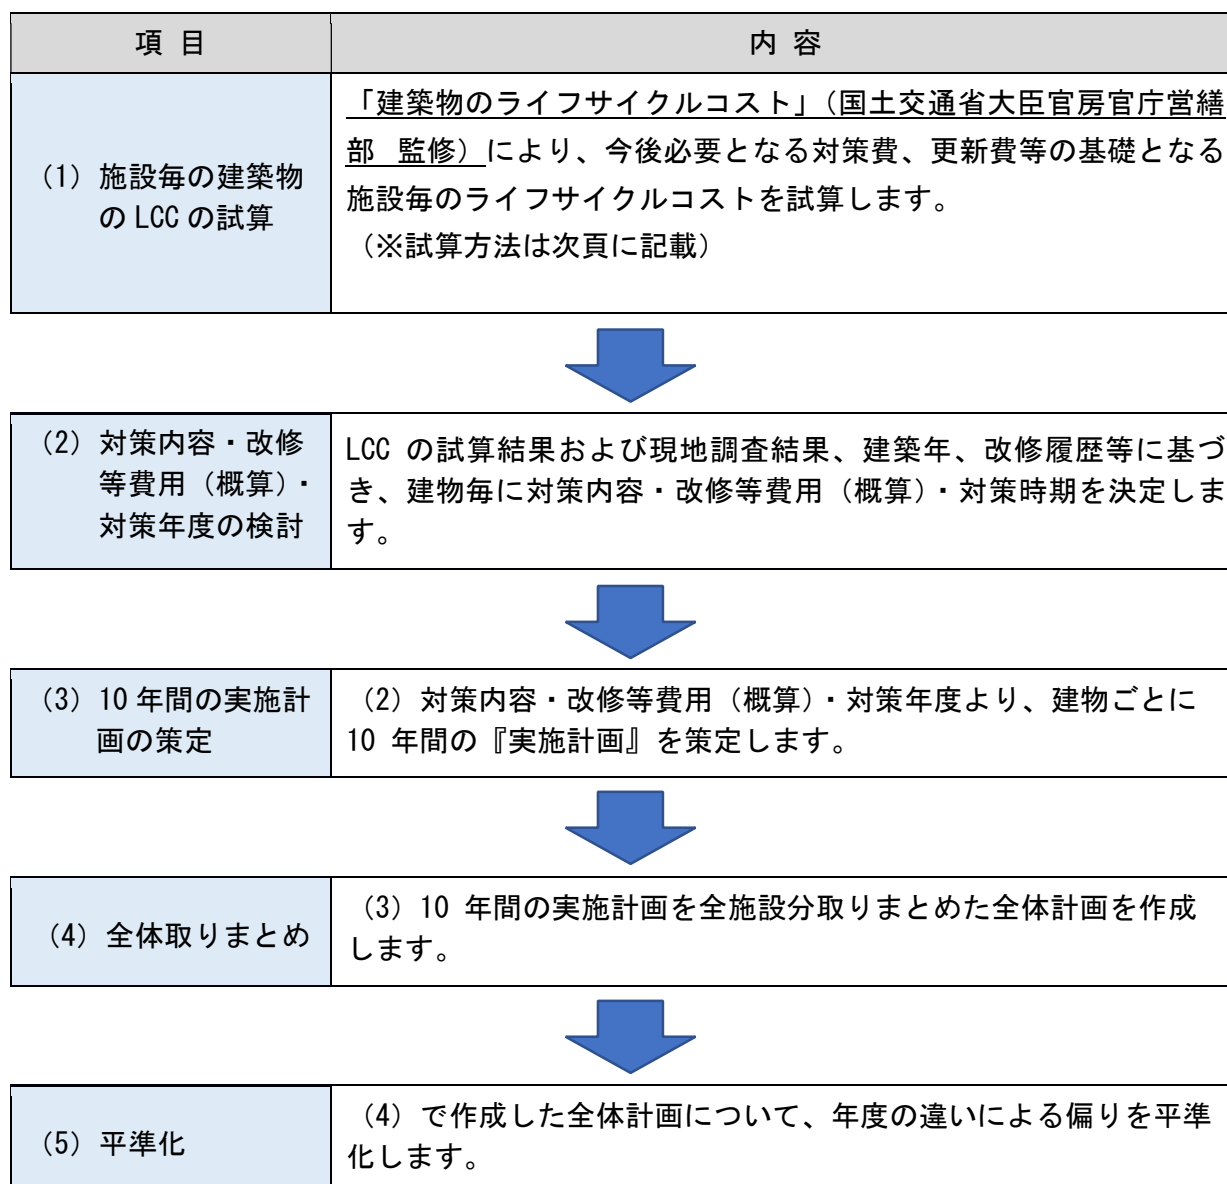 項 目
内 容
（1）施設毎の建築物
の LCC の試算
「建築物のライフサイクルコスト」（国土交通省大臣官房官庁営繕
部 監修）により、今後必要となる対策費、更新費等の基礎となる
施設毎のライフサイクルコストを試算します。
（※試算方法は次頁に記載）
（2）対策内容・改修
等費用（概算）・
対策年度の検討
LCC の試算結果および現地調査結果、建築年、改修履歴等に基づ
き、建物毎に対策内容・改修等費用（概算）・対策時期を決定しま
す。
（3）10 年間の実施計
画の策定
（2）対策内容・改修等費用（概算）・対策年度より、建物ごとに
10 年間の『実施計画』を策定します。
（4）全体取りまとめ
（3）10 年間の実施計画を全施設分取りまとめた全体計画を作成
します。
（5）平準化
（4）で作成した全体計画について、年度の違いによる偏りを平準
化します。